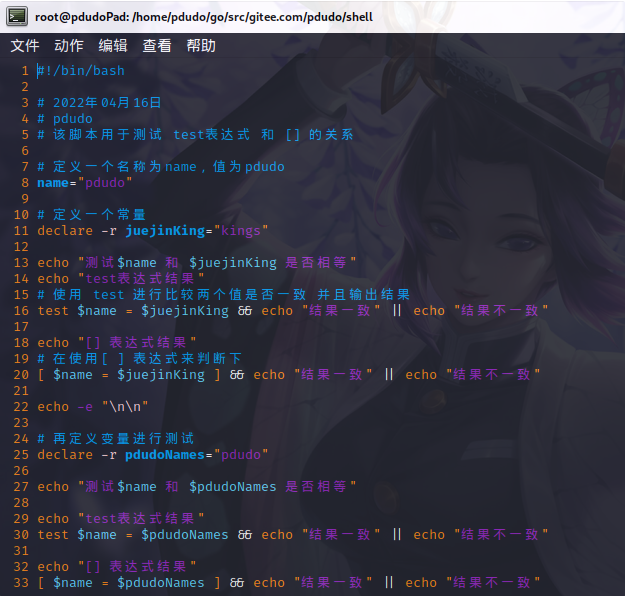 root@pdudoPad: /home/pdudo/go/src/gitee.com/pdudo/shell
文件 动作 编辑 查看 帮助
1 #!/bin/bash
2
3 # 2022年04月16日
4 # pdudo
5 # 该脚本用于测试 test表达式 和 [] 的关系
6
7 # 定义一个名称为name，值为pdudo
8 name="pdudo"
9
10 # 定义一个常量
11 declare -r juejinKing="kings"
12
13 echo "测试$name 和 $juejinKing 是否相等"
14 echo "test表达式结果"
15 # 使用 test 进行比较两个值是否一致 并且输出结果
16 test $name = $juejinKing && echo "结果一致" || echo "结果不一致"
17
18 echo "[] 表达式结果"
19 # 在使用[ ] 表达式来判断下
20 [ $name = $juejinKing ] && echo "结果一致" || echo "结果不一致"
21
22 echo -e "\n\n"
23
24 # 再定义变量进行测试
25 declare -r pdudoNames="pdudo"
26
27 echo "测试$name 和 $pdudoNames 是否相等"
28
29 echo "test表达式结果"
30 test $name = $pdudoNames && echo "结果一致" || echo "结果不一致"
31
32 echo "[] 表达式结果"
33 [ $name = $pdudoNames ] && echo "结果一致" || echo "结果不一致"